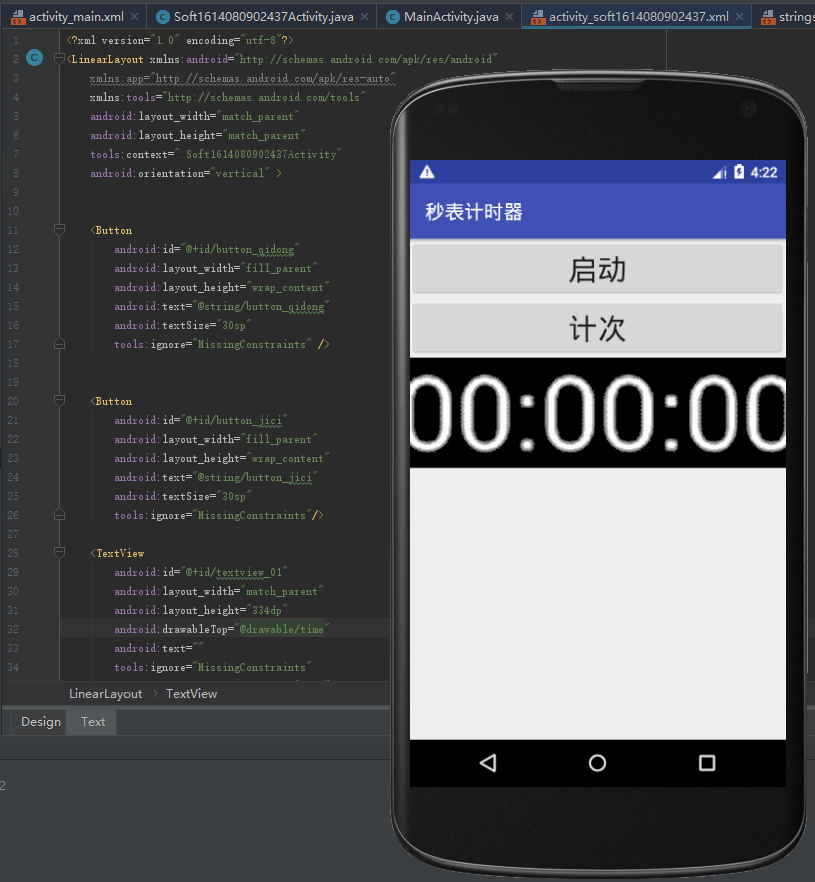 activity_main.xml × Soft1614080902437Activity.java × MainActivity.java × activity_soft1614080902437.xml × strings
1 <?xml version="1.0" encoding="utf-8"?>
2 <LinearLayout xmlns:android="http://schemas.android.com/apk/res/android"
3 xmlns:app="http://schemas.android.com/apk/res-auto"
4 xmlns:tools="http://schemas.android.com/tools"
5 android:layout_width="match_parent"
6 android:layout_height="match_parent"
7 tools:context=".Soft1614080902437Activity"
8 android:orientation="vertical" >
9
10
11 <Button
12 android:id="@+id/button_qidong"
13 android:layout_width="fill_parent"
14 android:layout_height="wrap_content"
15 android:text="@string/button_qidong"
16 android:textSize="30sp"
17 tools:ignore="MissingConstraints" />
18
19
20 <Button
21 android:id="@+id/button_jici"
22 android:layout_width="fill_parent"
23 android:layout_height="wrap_content"
24 android:text="@string/button_jici"
25 android:textSize="30sp"
26 tools:ignore="MissingConstraints"/>
27
28 <TextView
29 android:id="@+id/textview_01"
30 android:layout_width="match_parent"
31 android:layout_height="334dp"
32 android:drawableTop="@drawable/time"
33 android:text=""
34 tools:ignore="MissingConstraints"
LinearLayout › TextView
Design Text
2
4:22
秒表计时器
启动
计次
00:00:00